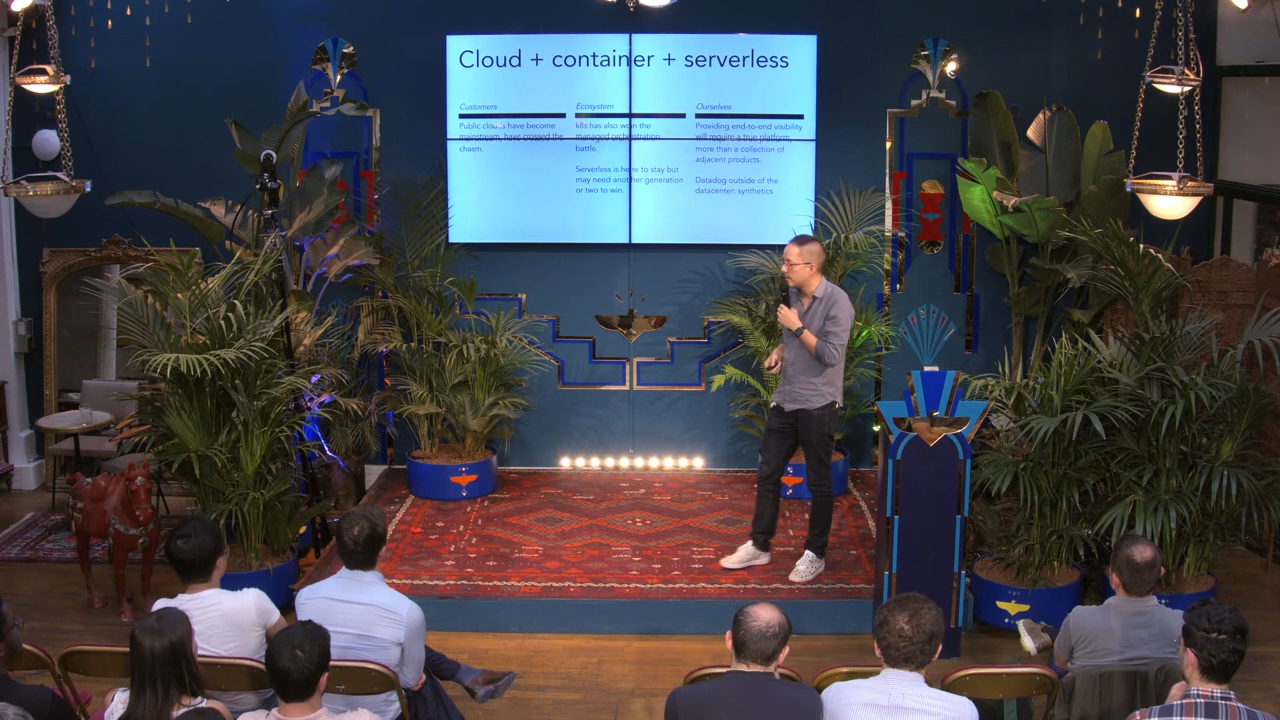 Cloud + container + serverless
Customers
Public clouds have become
mainstream, have crossed the
chasm.
Ecosystem
k8s has also won the
managed orchestration
battle.
Serverless is here to stay but
may need another generation
or two to win.
Ourselves
Providing end-to-end visibility
will require a true platform,
more than a collection of
adjacent products.
Datadog outside of the
datacenter: synthetics